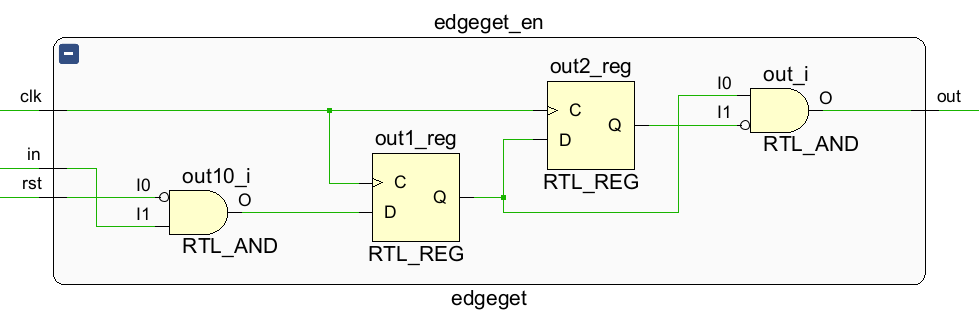 edgeget_en
out2_reg
out_i
clk
C
I0
O
out
D
Q
I1
RTL_AND
out1_reg
RTL_REG
in
rst
out10_i
I0
O
I1
RTL_AND
C
D
Q
RTL_REG
edgeget